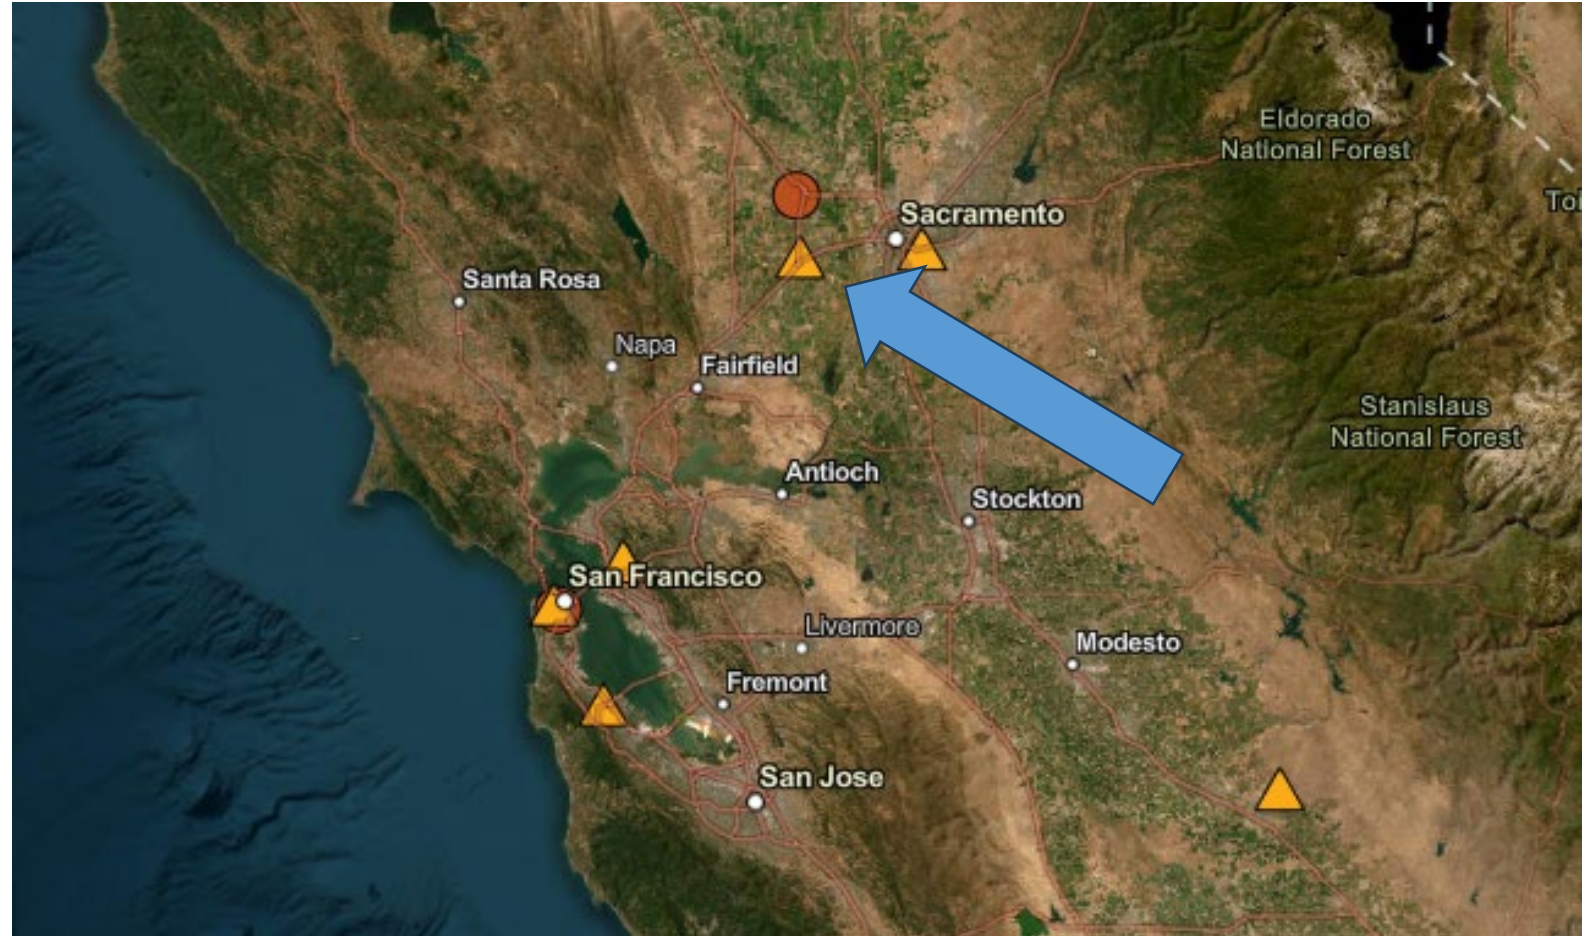 Eldorado
National Forest
Sacramento
Santa Rosa
Napa
Fairfield
Stanislaus
National Forest
Antioch
Stockton
San Francisco
Livermore
Modesto
Fremont
San Jose